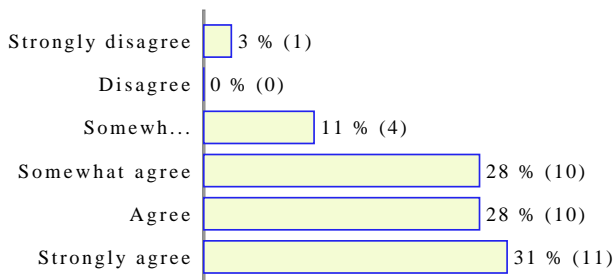 Strongly disagree 3 % (1)
Disagree 0 % (0)
Somewh... 11 % (4)
Somewhat agree 28 % (10)
Agree 28 % (10)
Strongly agree 31 % (11)